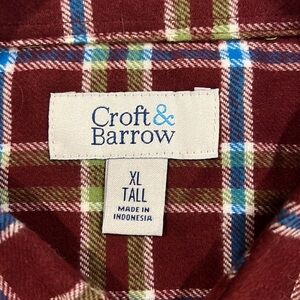 Croft&
Barrow
XL
TALL
MADE IN
INDONESIA